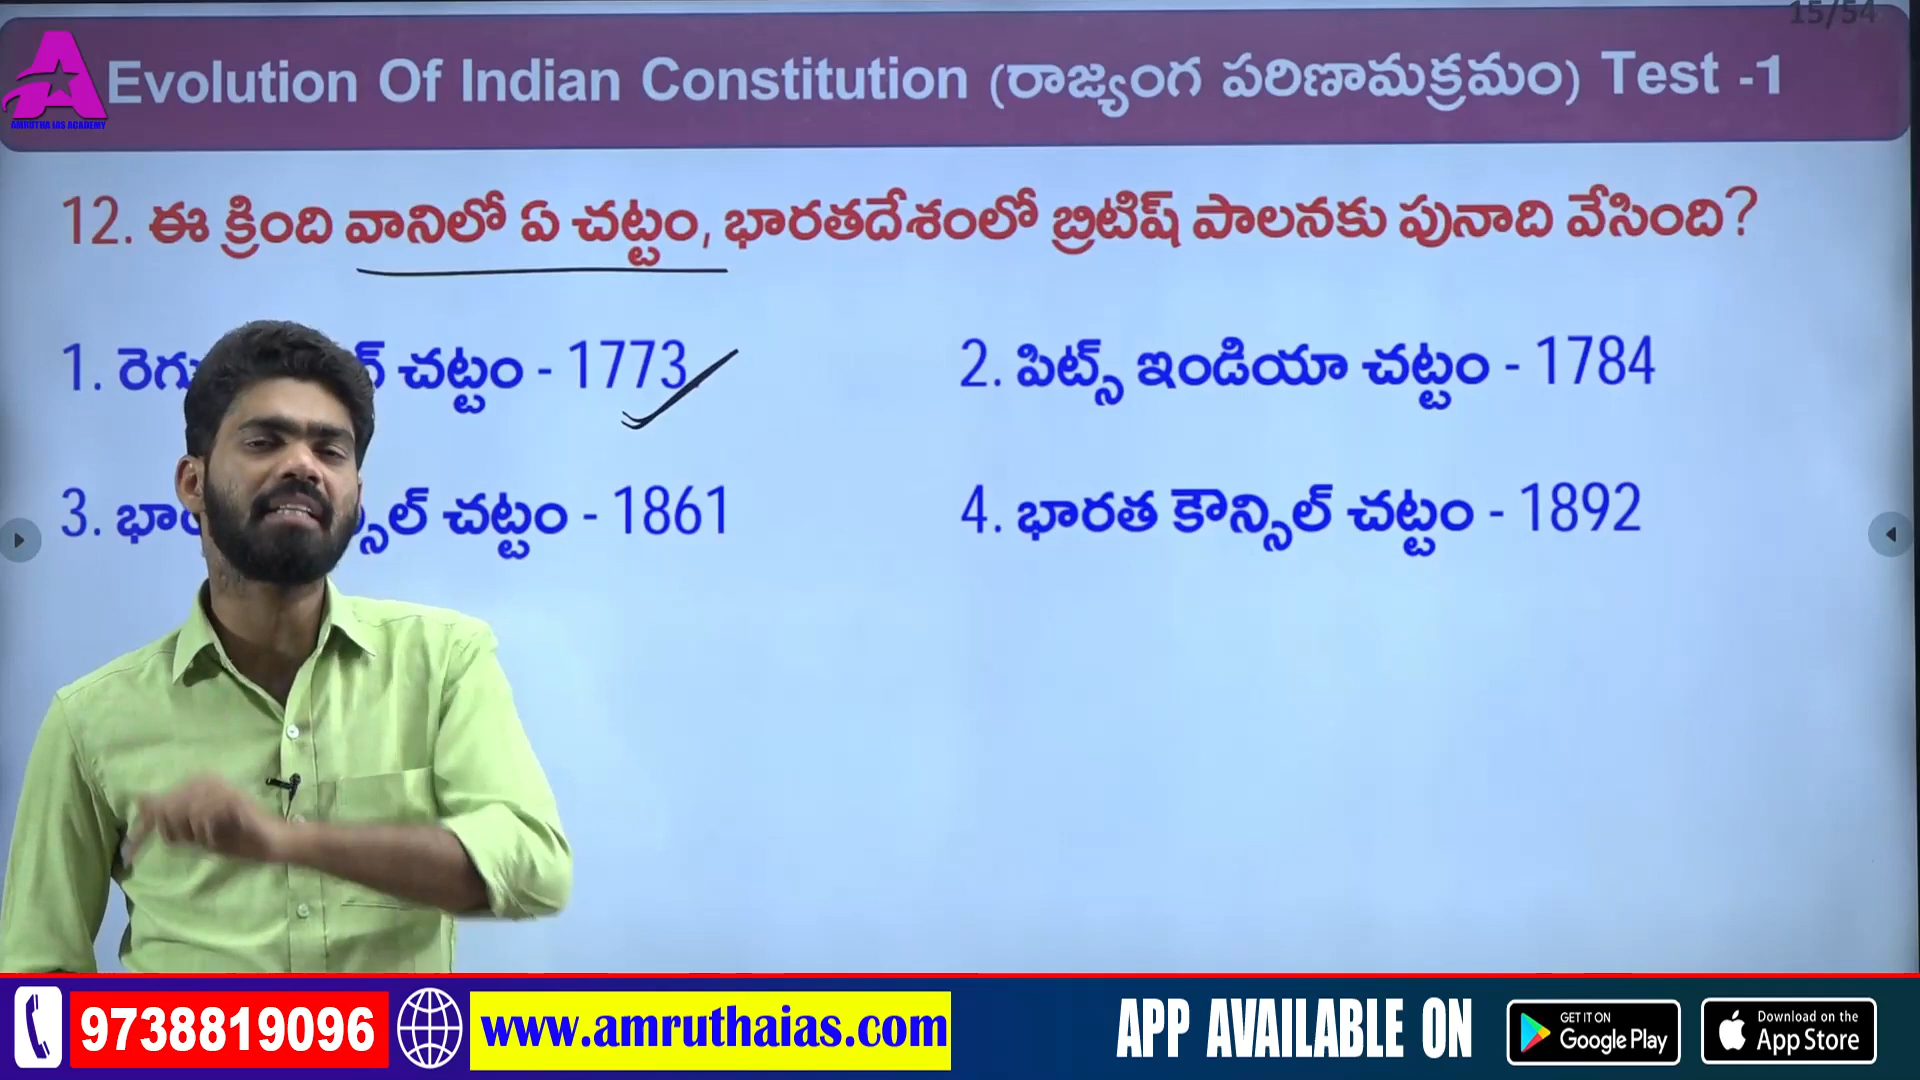 15/54
AMRUTHA IAS ACADEMY
Evolution Of Indian Constitution (రాజ్యంగ పరిణామక్రమం) Test -1
12. ఈ క్రింది వానిలో ఏ చట్టం, భారతదేశంలో బ్రిటిష్ పాలనకు పునాది వేసింది?
1. చట్టం - 1773
2. పిట్స్ ఇండియా చట్టం - 1784
3. చట్టం - 1861
4. భారత కౌన్సిల్ చట్టం - 1892
9738819096 www.amruthaias.com APP AVAILABLE ON GET IT ON Google Play Download on the App Store